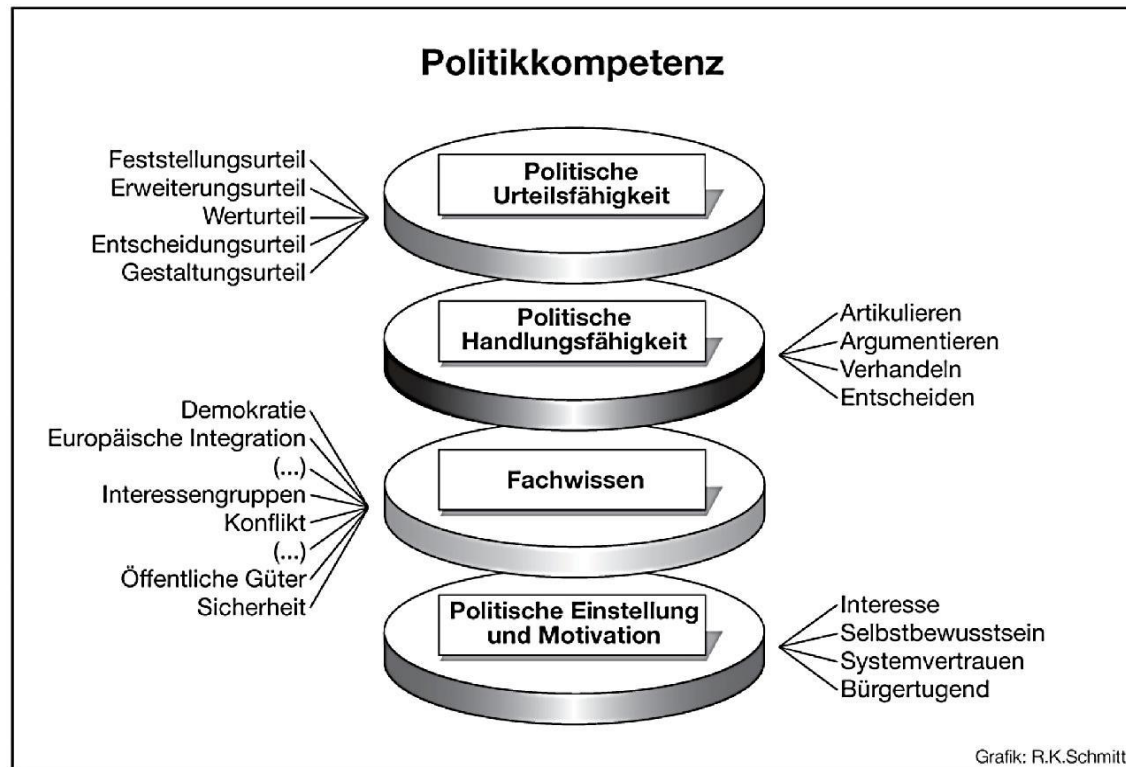 Politikkompetenz
Feststellungsurteil
Erweiterungsurteil
Werturteil
Entscheidungsurteil
Gestaltungsurteil
Politische
Urteilsfähigkeit
Politische
Handlungsfähigkeit
Artikulieren
Argumentieren
Verhandeln
Entscheiden
Demokratie
Europäische Integration
(...)
Interessengruppen
Konflikt
(...)
Öffentliche Güter
Sicherheit
Fachwissen
Politische Einstellung
und Motivation
Interesse
Selbstbewusstsein
Systemvertrauen
Bürgertugend
Grafik: R.K.Schmitt